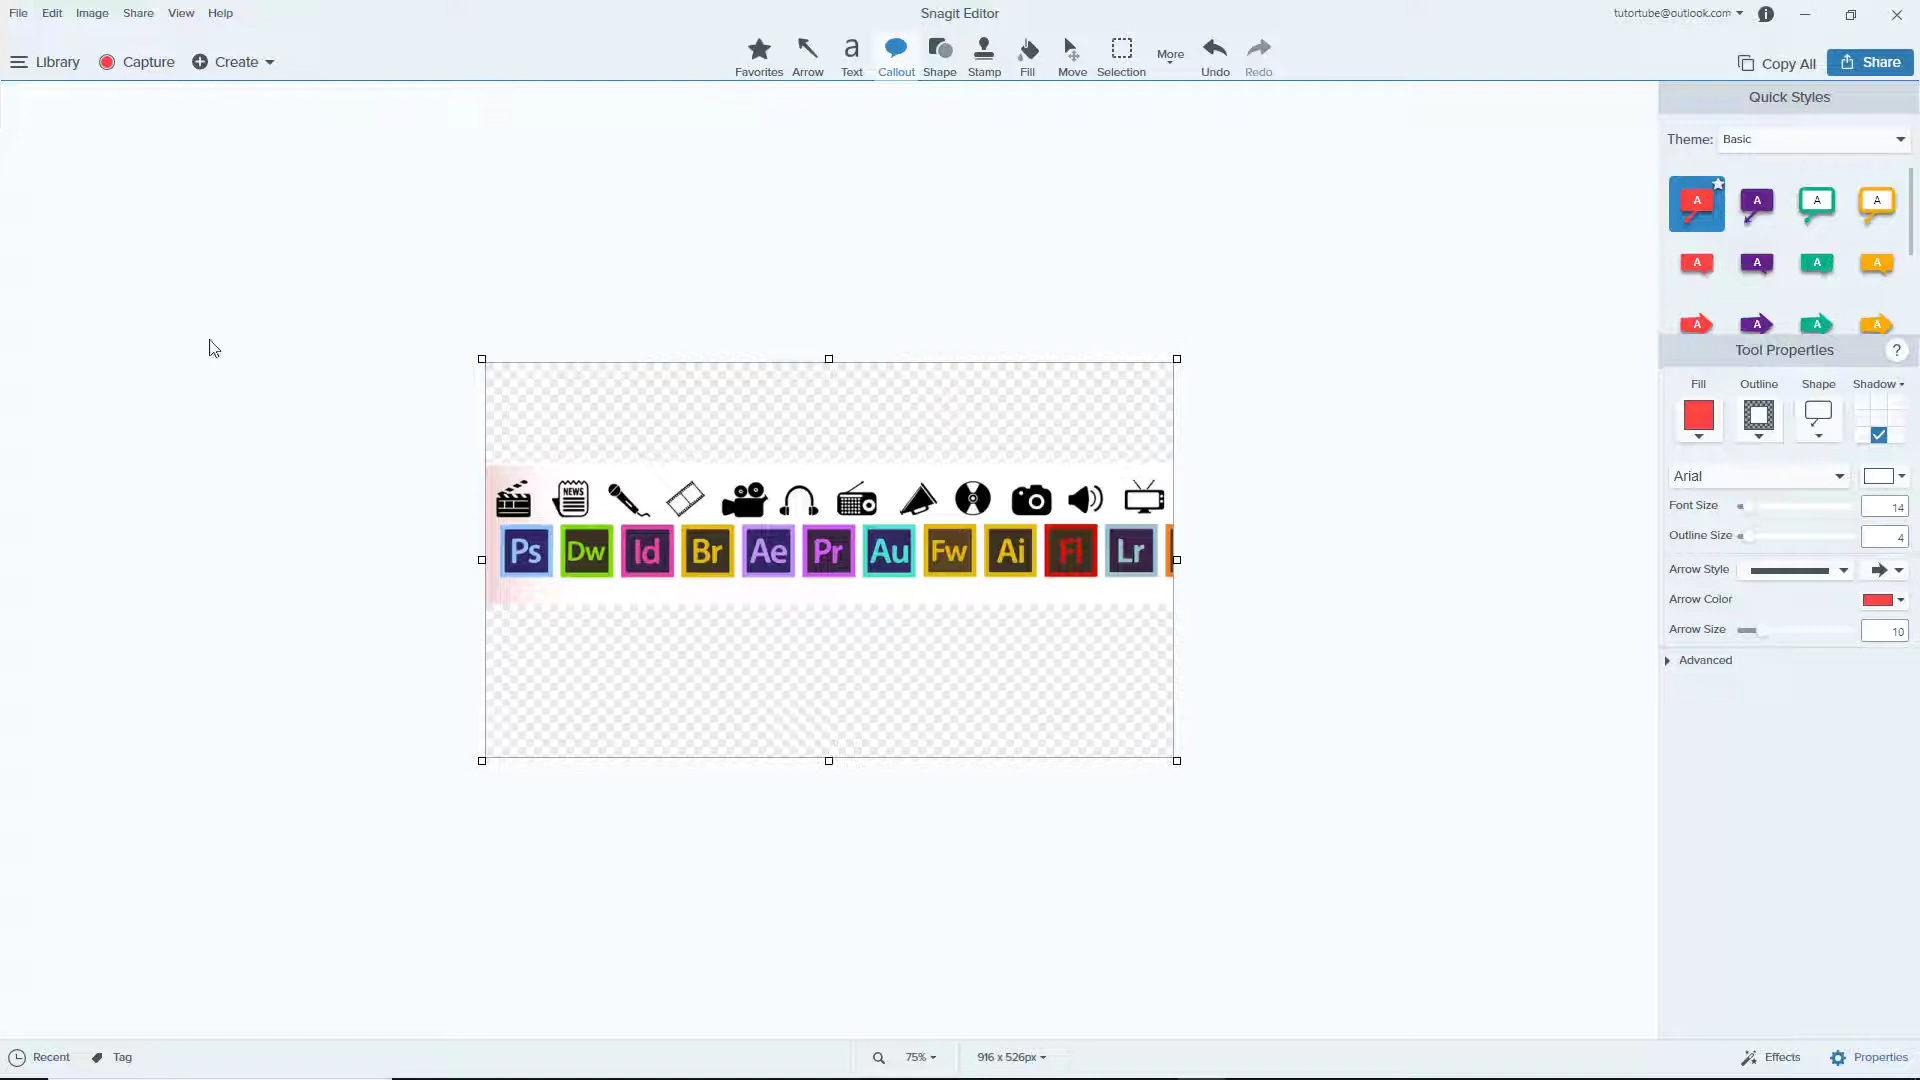 File Edit Image Share View Help
Snagit Editor
tutortube@outlook.com
Library Capture Create
Favorites Arrow Text Callout Shape Stamp Fill Move Selection More Undo Redo
Copy All Share
Quick Styles
Theme: Basic
A A A A
A A A A
A A A A
Tool Properties ?
Fill Outline Shape Shadow
Arial
Font Size 14
Outline Size 4
Arrow Style
Arrow Color
Arrow Size 10
Advanced
NEWS
Ps Dw Id Br Ae Pr Au Fw Ai Fl Lr
Recent Tag
75% 916 x 526px
Effects Properties